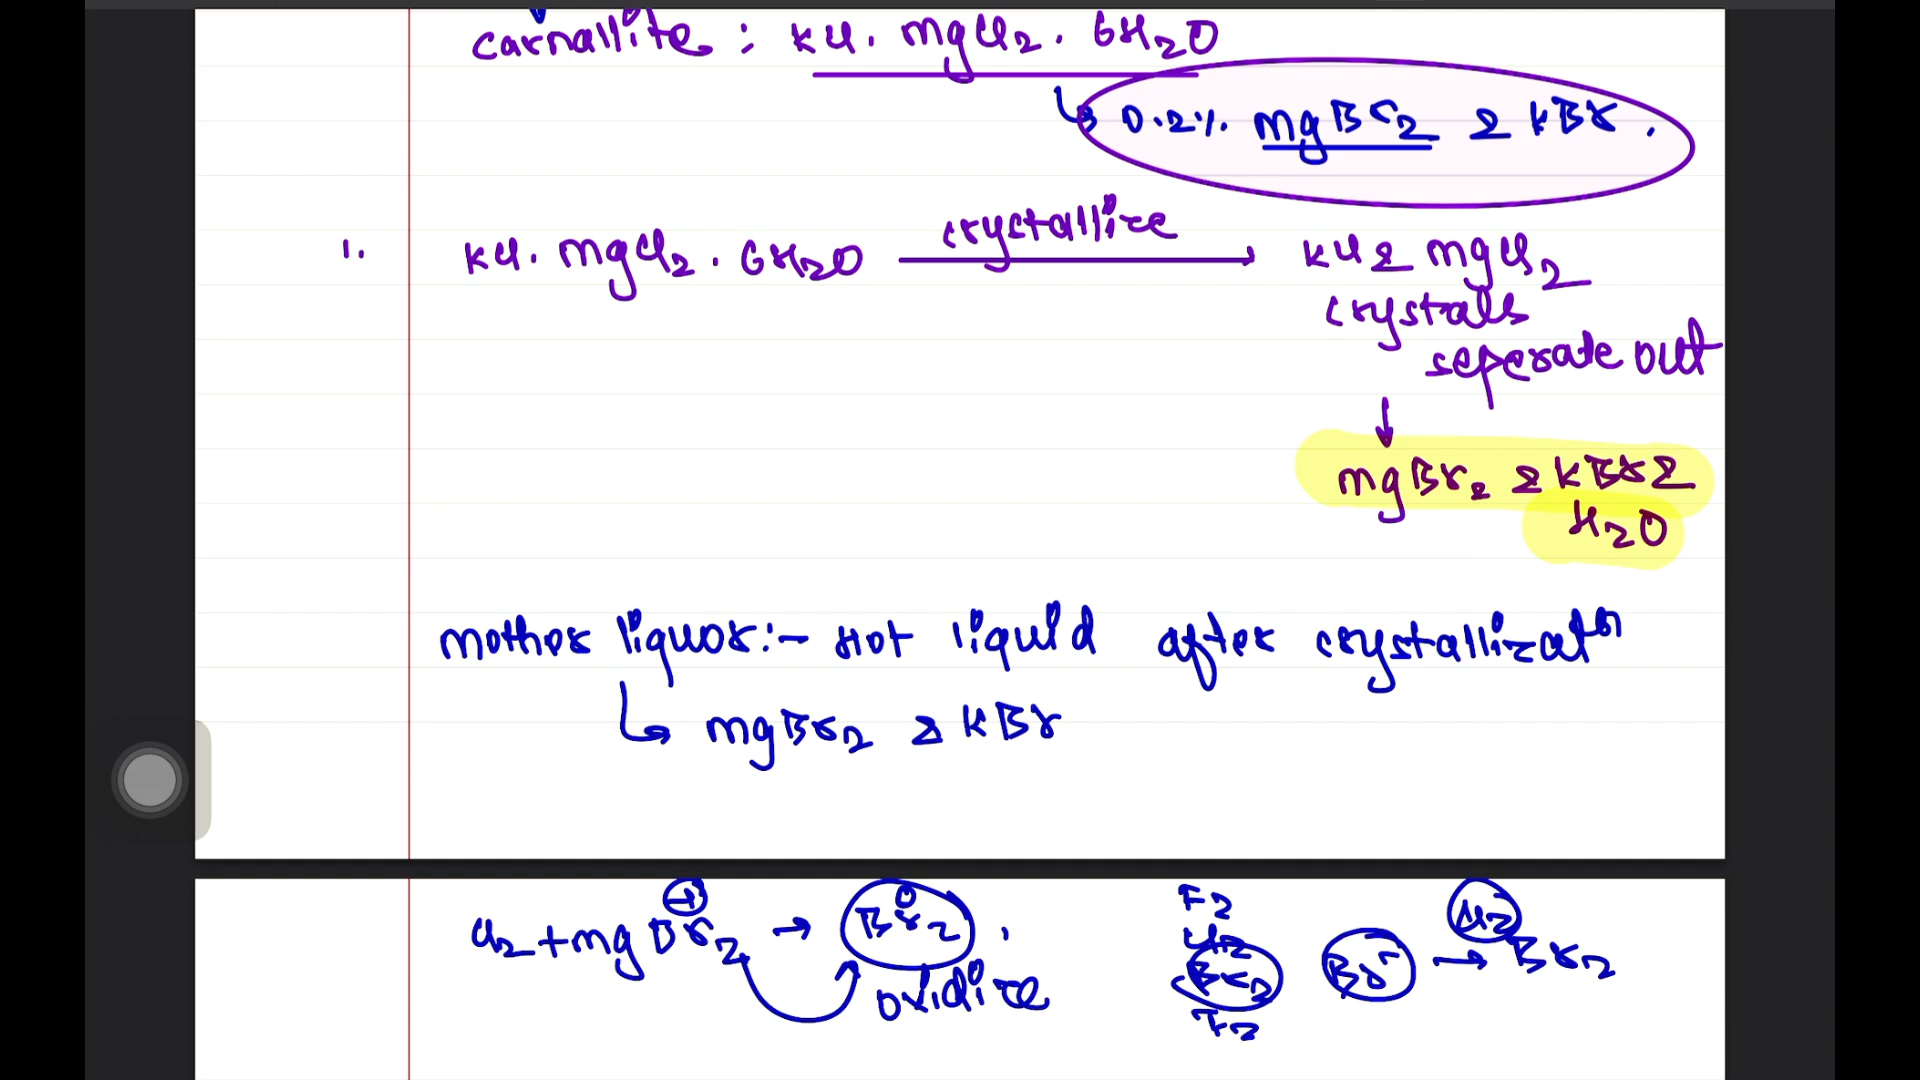 carnallite : KCl. MgCl2. 6H2O
↳ 0.2%. MgBr2 & KBr.
1. KCl. MgCl2. 6H2O crystallize → KCl & MgCl2
crystals
seperate out
↓
MgBr2 & KBr &
H2O
Mother liquor:- Hot liquid after crystallizatn
↳ MgBr2 & KBr
Cl2 + MgBr2 → Br2.
oxidize
F2
Cl2
Br2
I2
Br- → Br2
Cl2